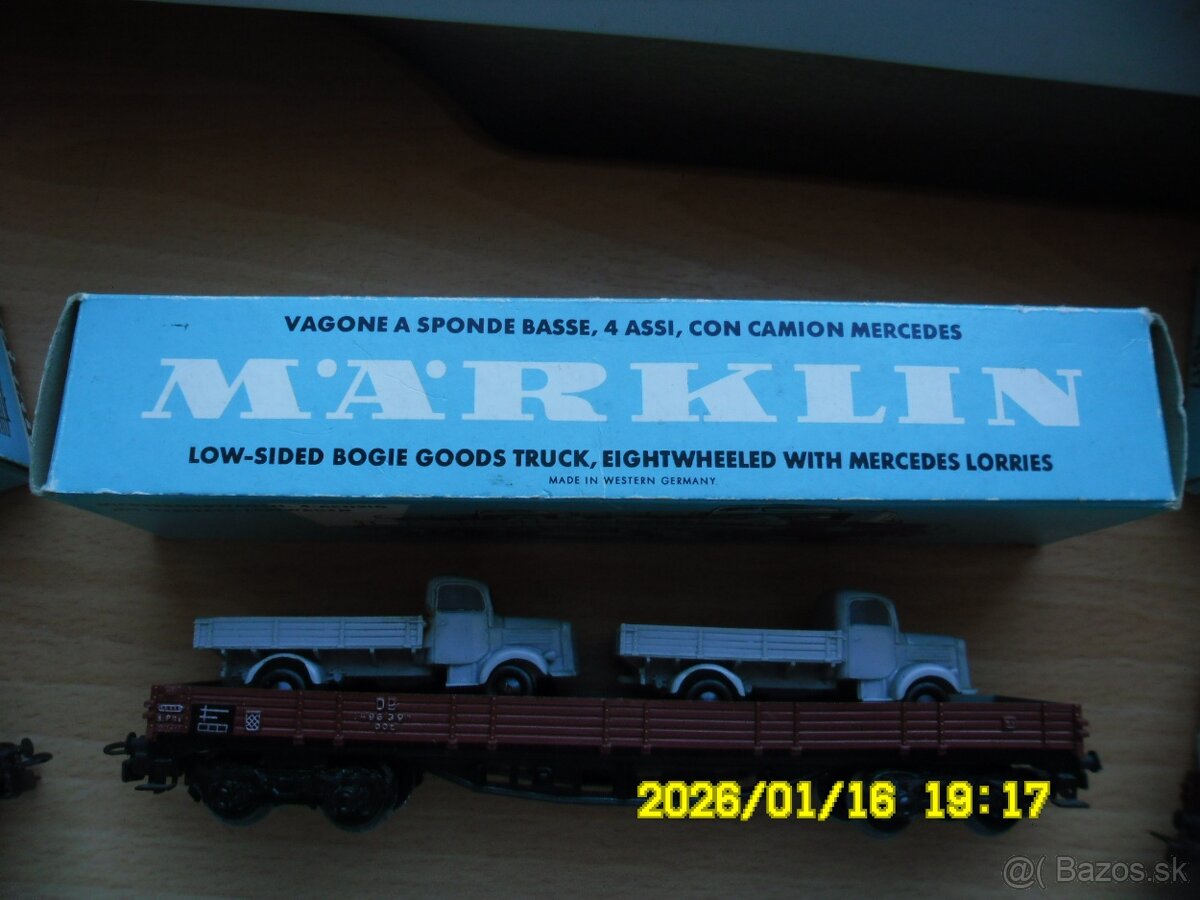 VAGONE A SPONDE BASSE, 4 ASSI, CON CAMION MERCEDES
MÄRKLIN
LOW-SIDED BOGIE GOODS TRUCK, EIGHTWHEELED WITH MERCEDES LORRIES
MADE IN WESTERN GERMANY
DB
2026/01/16 19:17
@( Bazos.sk